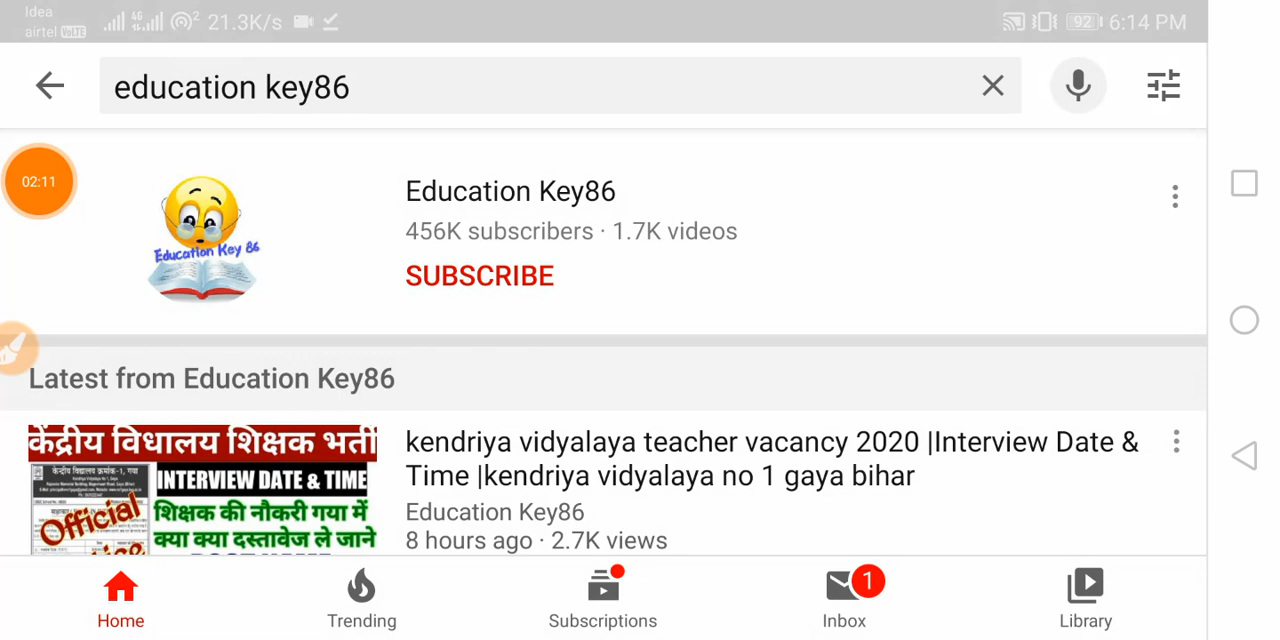 Idea
airtel VoLTE
4G
2
21.3K/s
92
6:14 PM
education key86
02:11
Education Key 86
Education Key86
456K subscribers · 1.7K videos
SUBSCRIBE
Latest from Education Key86
केंद्रीय विधालय शिक्षक भर्ती
INTERVIEW DATE & TIME
Official
शिक्षक की नौकरी गया में
क्या क्या दस्तावेज ले जाने
kendriya vidyalaya teacher vacancy 2020 |Interview Date &
Time |kendriya vidyalaya no 1 gaya bihar
Education Key86
8 hours ago · 2.7K views
Home
Trending
Subscriptions
1
Inbox
Library